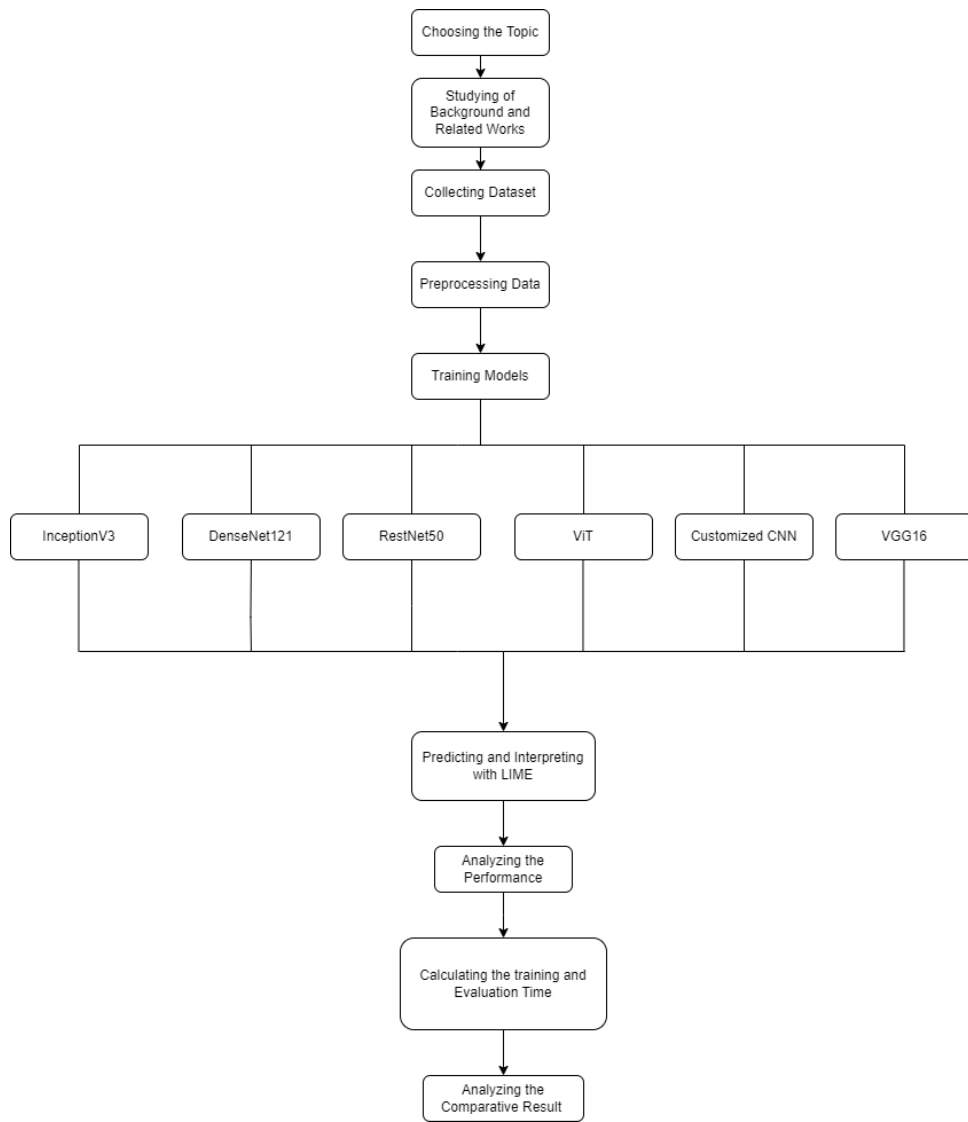 Choosing the Topic
Studying of
Background and
Related Works
Collecting Dataset
Preprocessing Data
Training Models
InceptionV3
DenseNet121
RestNet50
ViT
Customized CNN
VGG16
Predicting and Interpreting
with LIME
Analyzing the
Performance
Calculating the training and
Evaluation Time
Analyzing the
Comparative Result